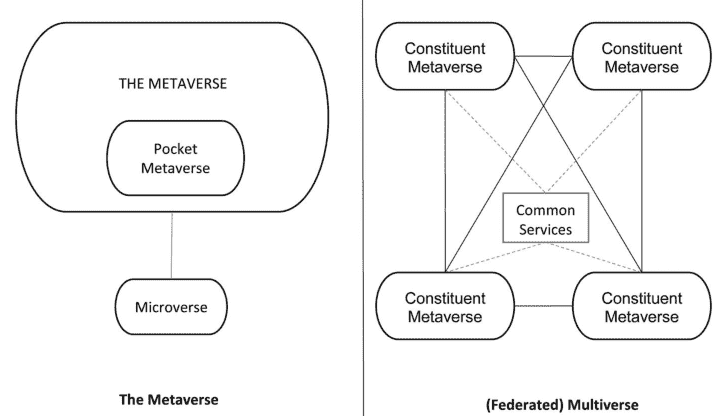 THE METAVERSE
Pocket
Metaverse
Microverse
The Metaverse
Constituent
Metaverse
Constituent
Metaverse
Common
Services
Constituent
Metaverse
Constituent
Metaverse
(Federated) Multiverse